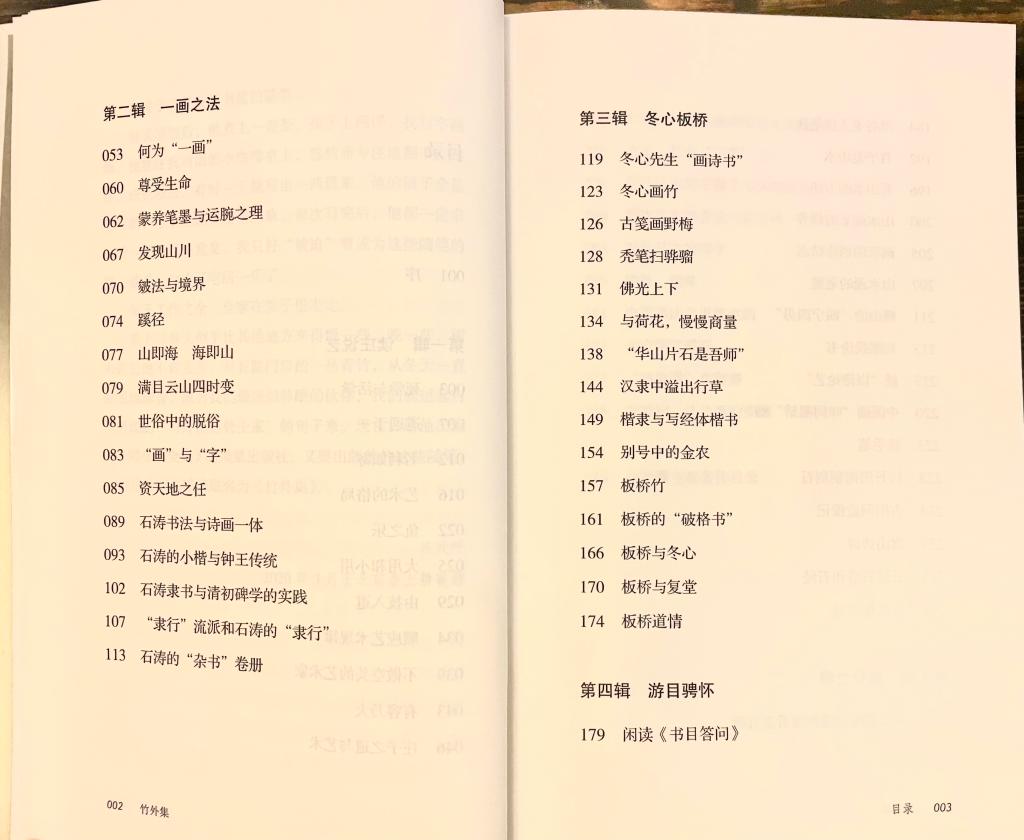 第二辑 一画之法
053 何为“一画”
060 尊受生命
062 蒙养笔墨与运腕之理
067 发现山川
070 皴法与境界
074 蹊径
077 山即海 海即山
079 满目云山四时变
081 世俗中的脱俗
083 “画”与“字”
085 资天地之任
089 石涛书法与诗画一体
093 石涛的小楷与钟王传统
102 石涛隶书与清初碑学的实践
107 “隶行”流派和石涛的“隶行”
113 石涛的“杂书”卷册
002 竹外集
第三辑 冬心板桥
119 冬心先生“画诗书”
123 冬心画竹
126 古笺画野梅
128 秃笔扫骅骝
131 佛光上下
134 与荷花，慢慢商量
138 “华山片石是吾师”
144 汉隶中溢出行草
149 楷隶与写经体楷书
154 别号中的金农
157 板桥竹
161 板桥的“破格书”
166 板桥与冬心
170 板桥与复堂
174 板桥道情
第四辑 游目骋怀
179 闲读《书目答问》
目录 003